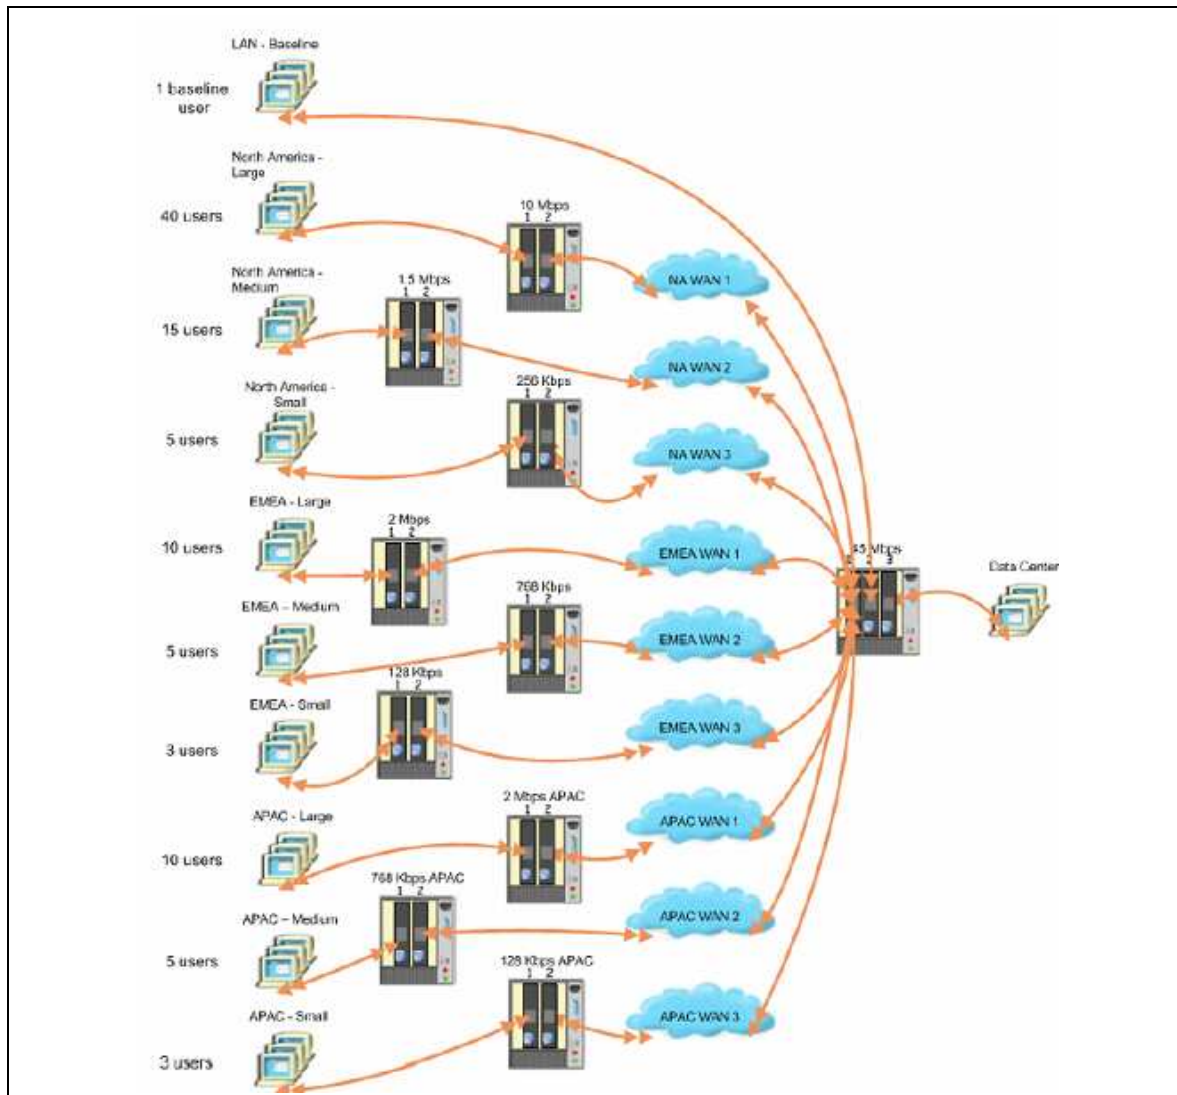 LAN - Baseline
1 baseline
user
North America -
Large
40 users
10 Mbps
1 2
NA WAN 1
North America -
Medium
15 users
1.5 Mbps
1 2
NA WAN 2
North America -
Small
5 users
256 Kbps
1 2
NA WAN 3
EMEA - Large
10 users
2 Mbps
1 2
EMEA WAN 1
45 Mbps
1 2 3
Data Center
EMEA – Medium
5 users
768 Kbps
1 2
EMEA WAN 2
EMEA - Small
3 users
128 Kbps
1 2
EMEA WAN 3
APAC - Large
10 users
2 Mbps APAC
1 2
APAC WAN 1
APAC – Medium
5 users
768 Kbps APAC
1 2
APAC WAN 2
APAC - Small
3 users
128 Kbps APAC
1 2
APAC WAN 3